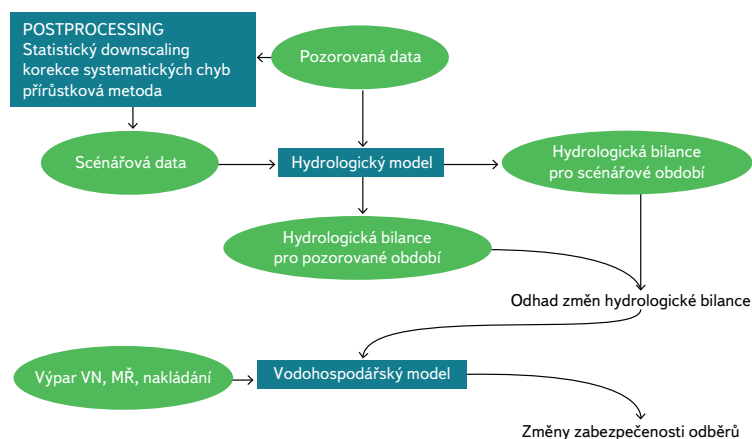 POSTPROCESSING
Statistický downscaling
korekce systematických chyb
přírůstková metoda
Pozorovaná data
Scénářová data
Hydrologický model
Hydrologická bilance
pro scénářové období
Hydrologická bilance
pro pozorované období
Odhad změn hydrologické bilance
Výpar VN, MŘ, nakládání
Vodohospodářský model
Změny zabezpečenosti odběrů